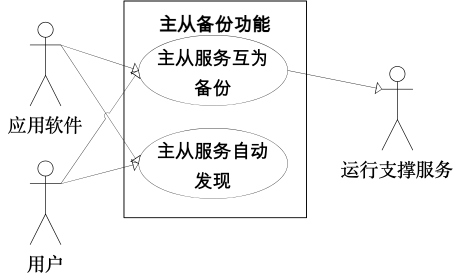 主从备份功能
主从服务互为
备份
应用软件
主从服务自动
发现
运行支撑服务
用户